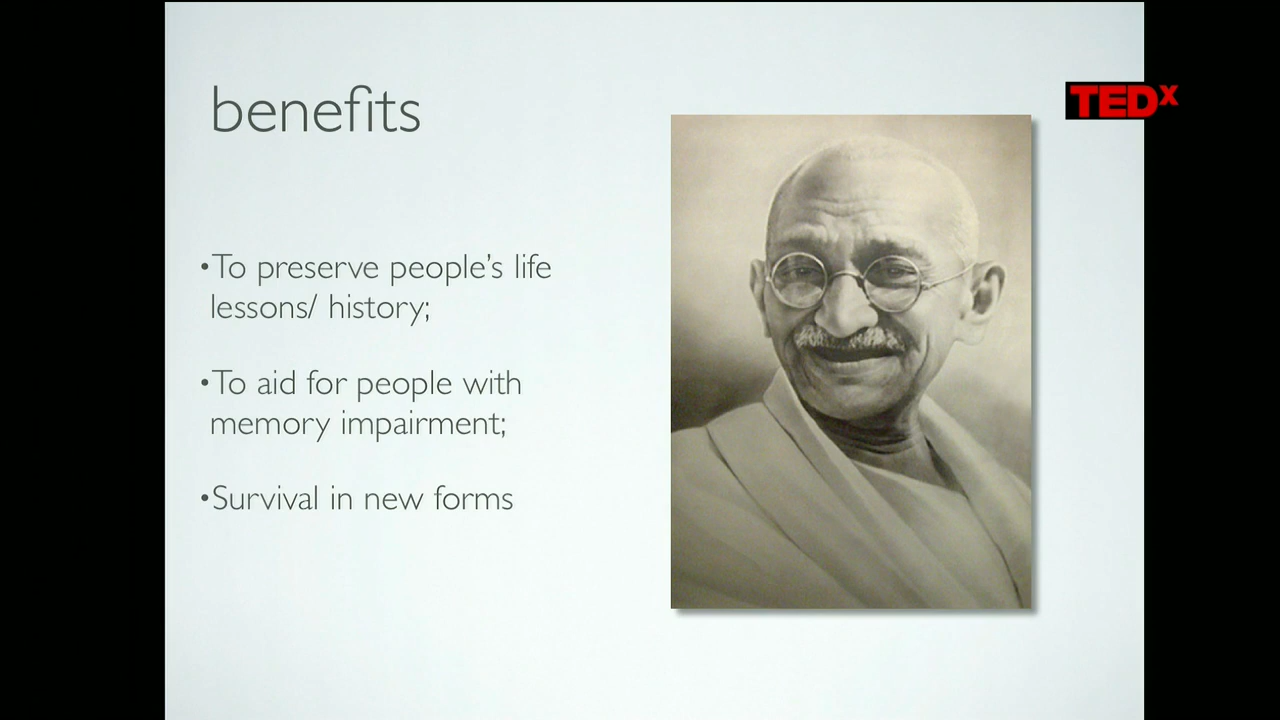 benefits
TEDx
•To preserve people's life
lessons/ history;
•To aid for people with
memory impairment;
•Survival in new forms